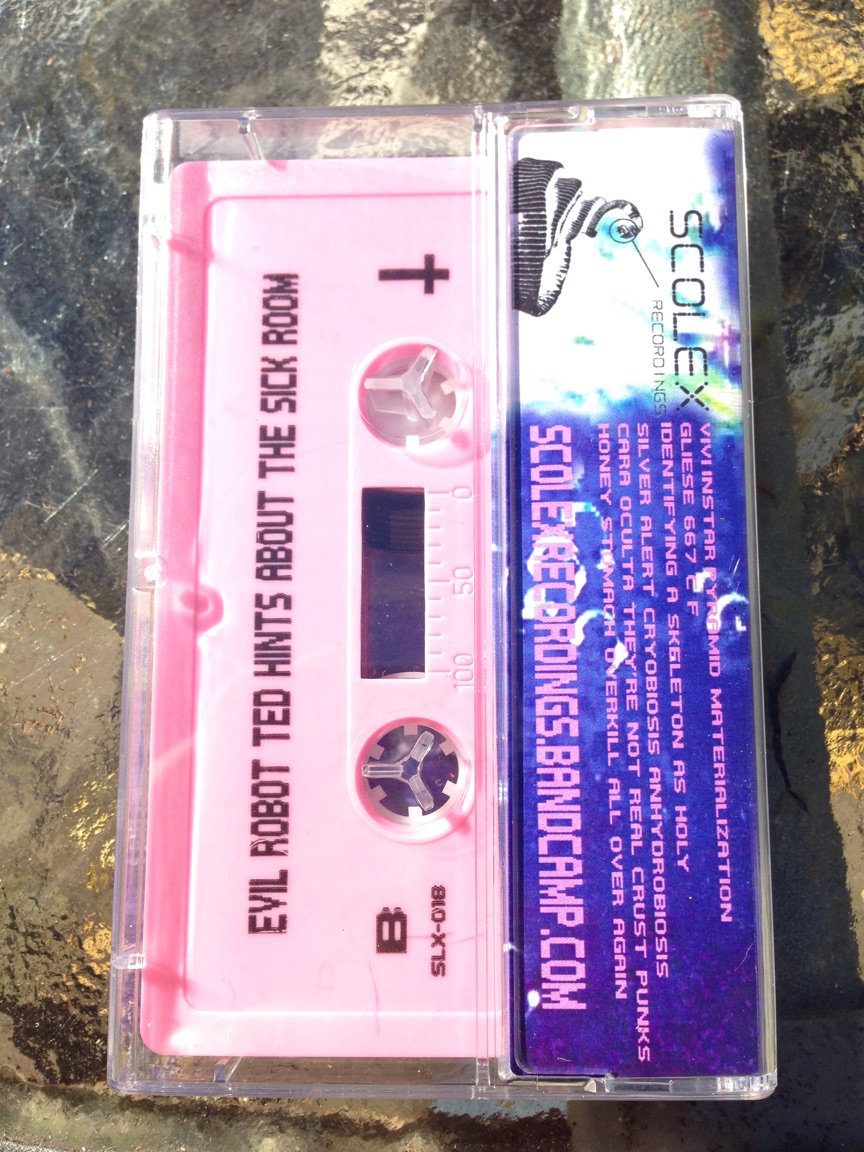 SCOLEX
RECORDINGS
VIVIINSTAR PYRAMID MATERIALIZATION
GLIESE 667 C F
IDENTIFYING A SKELETON AS HOLY
SILVER ALERT CRYOBIOSIS ANHYDROBIOSIS
CARA OCULTA THEY'RE NOT REAL CRUST PUNKS
HONEY STOMACH OVERKILL ALL OVER AGAIN
SCOLEXRECORDINGS.BANDCAMP.COM
0 50 100
B
SLX-018
EVIL ROBOT TED HINTS ABOUT THE SICK ROOM